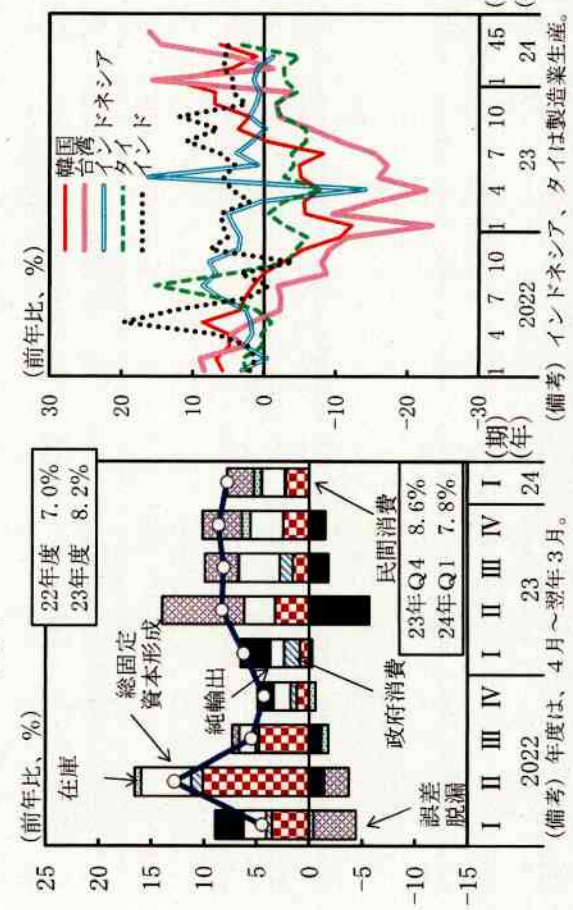 (前年比、%)
25
20
15
10
5
0
-5
-10
-15
22年度 7.0%
23年度 8.2%
在庫
総固定
資本形成
純輸出
民間消費
政府消費
誤差
脱漏
23年Q4 8.6%
24年Q1 7.8%
I II III IV I II III IV I (期)
2022 23 24 (年)
(備考) 年度は、4月~翌年3月。
(前年比、%)
30
20
10
0
-10
-20
-30
韓国
台湾
インドネシア
タイ
インド
1 4 7 10 1 4 7 10 1 45
2022 23 24
(備考) インドネシア、タイは製造業生産。